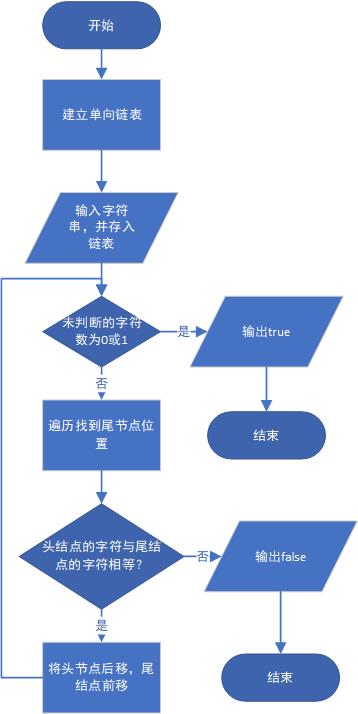 开始
建立单向链表
输入字符
串，并存入
链表
未判断的字符
数为0或1
是
输出true
否
遍历找到尾节点位
置
结束
头结点的字符与尾结
点的字符相等？
否
输出false
是
将头节点后移，尾
结点前移
结束